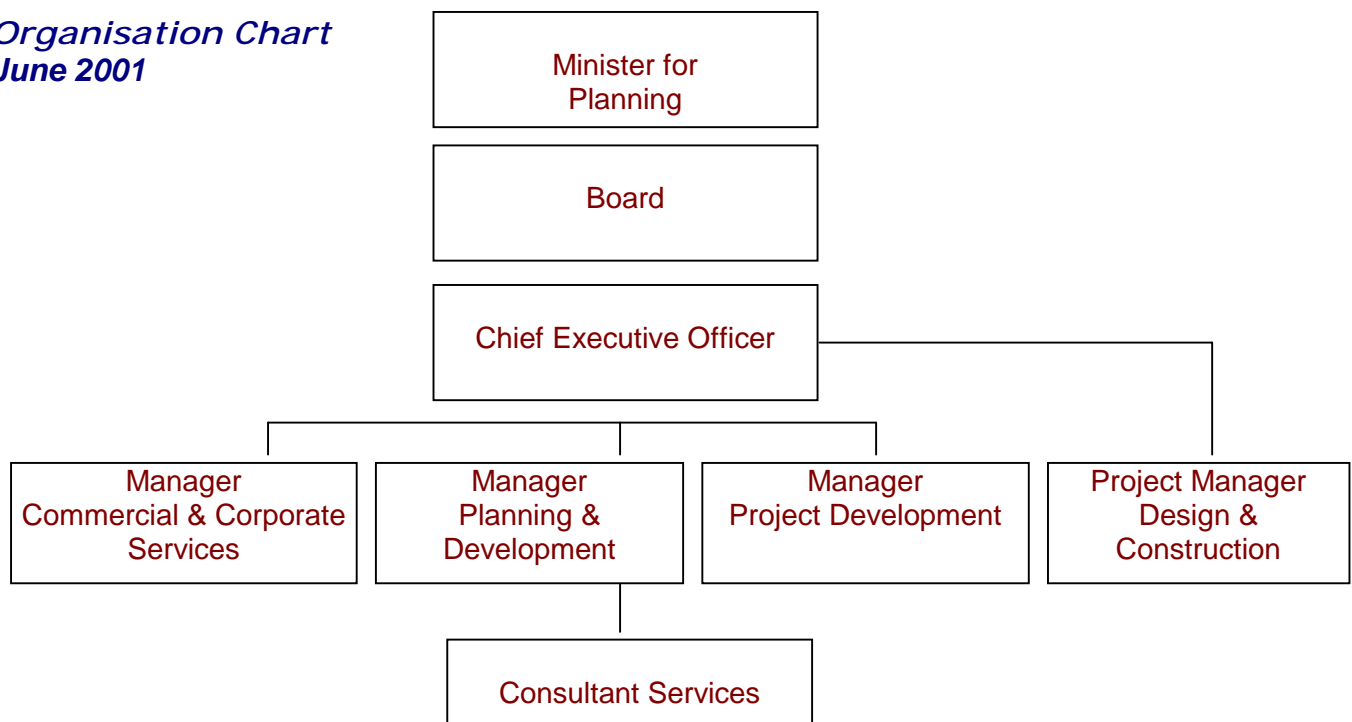 Organisation Chart
June 2001
Minister for
Planning
Board
Chief Executive Officer
Manager
Commercial & Corporate
Services
Manager
Planning &
Development
Manager
Project Development
Project Manager
Design &
Construction
Consultant Services